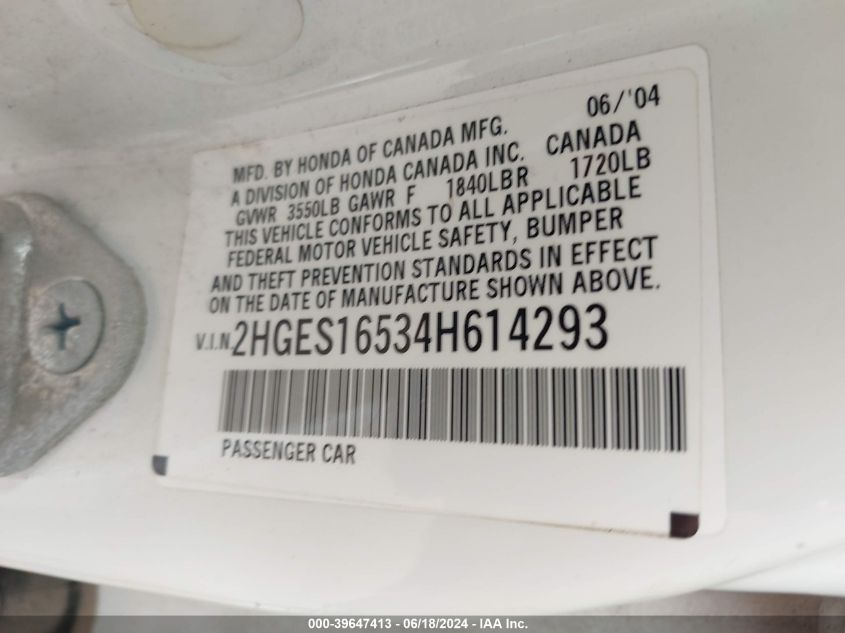 06/'04
MFD. BY HONDA OF CANADA MFG.
A DIVISION OF HONDA CANADA INC. CANADA
GVWR 3550LB GAWR F 1840LBR 1720LB
THIS VEHICLE CONFORMS TO ALL APPLICABLE
FEDERAL MOTOR VEHICLE SAFETY, BUMPER
AND THEFT PREVENTION STANDARDS IN EFFECT
ON THE DATE OF MANUFACTURE SHOWN ABOVE.
V.I.N. 2HGES16534H614293
PASSENGER CAR
000-39647413 - 06/18/2024 - IAA Inc.